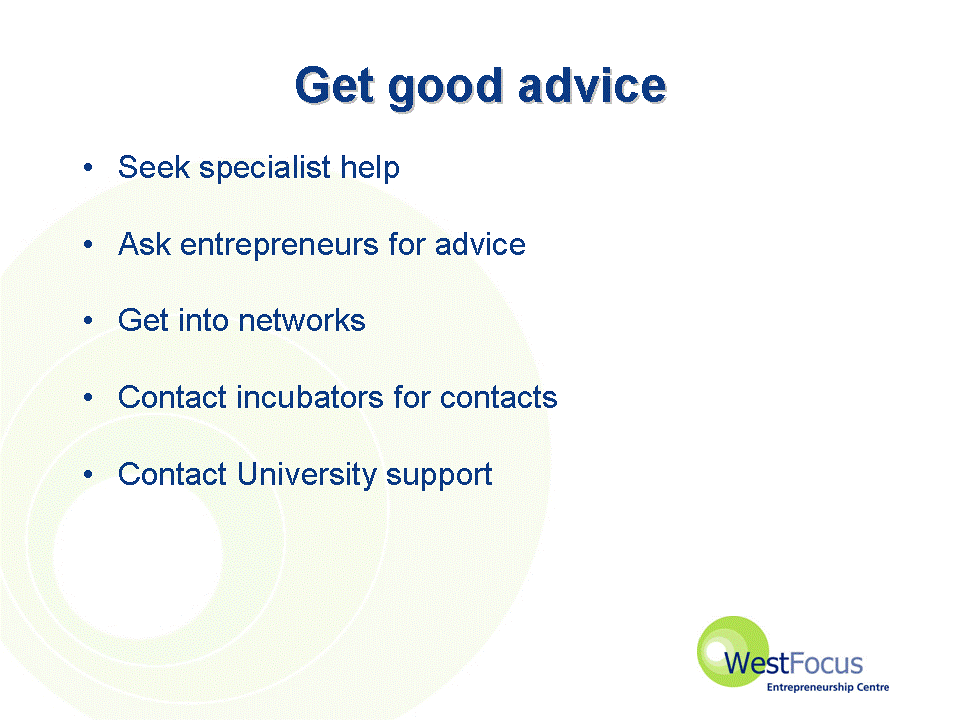 Get good advice
• Seek specialist help
• Ask entrepreneurs for advice
• Get into networks
• Contact incubators for contacts
• Contact University support
WestFocus
Entrepreneurship Centre